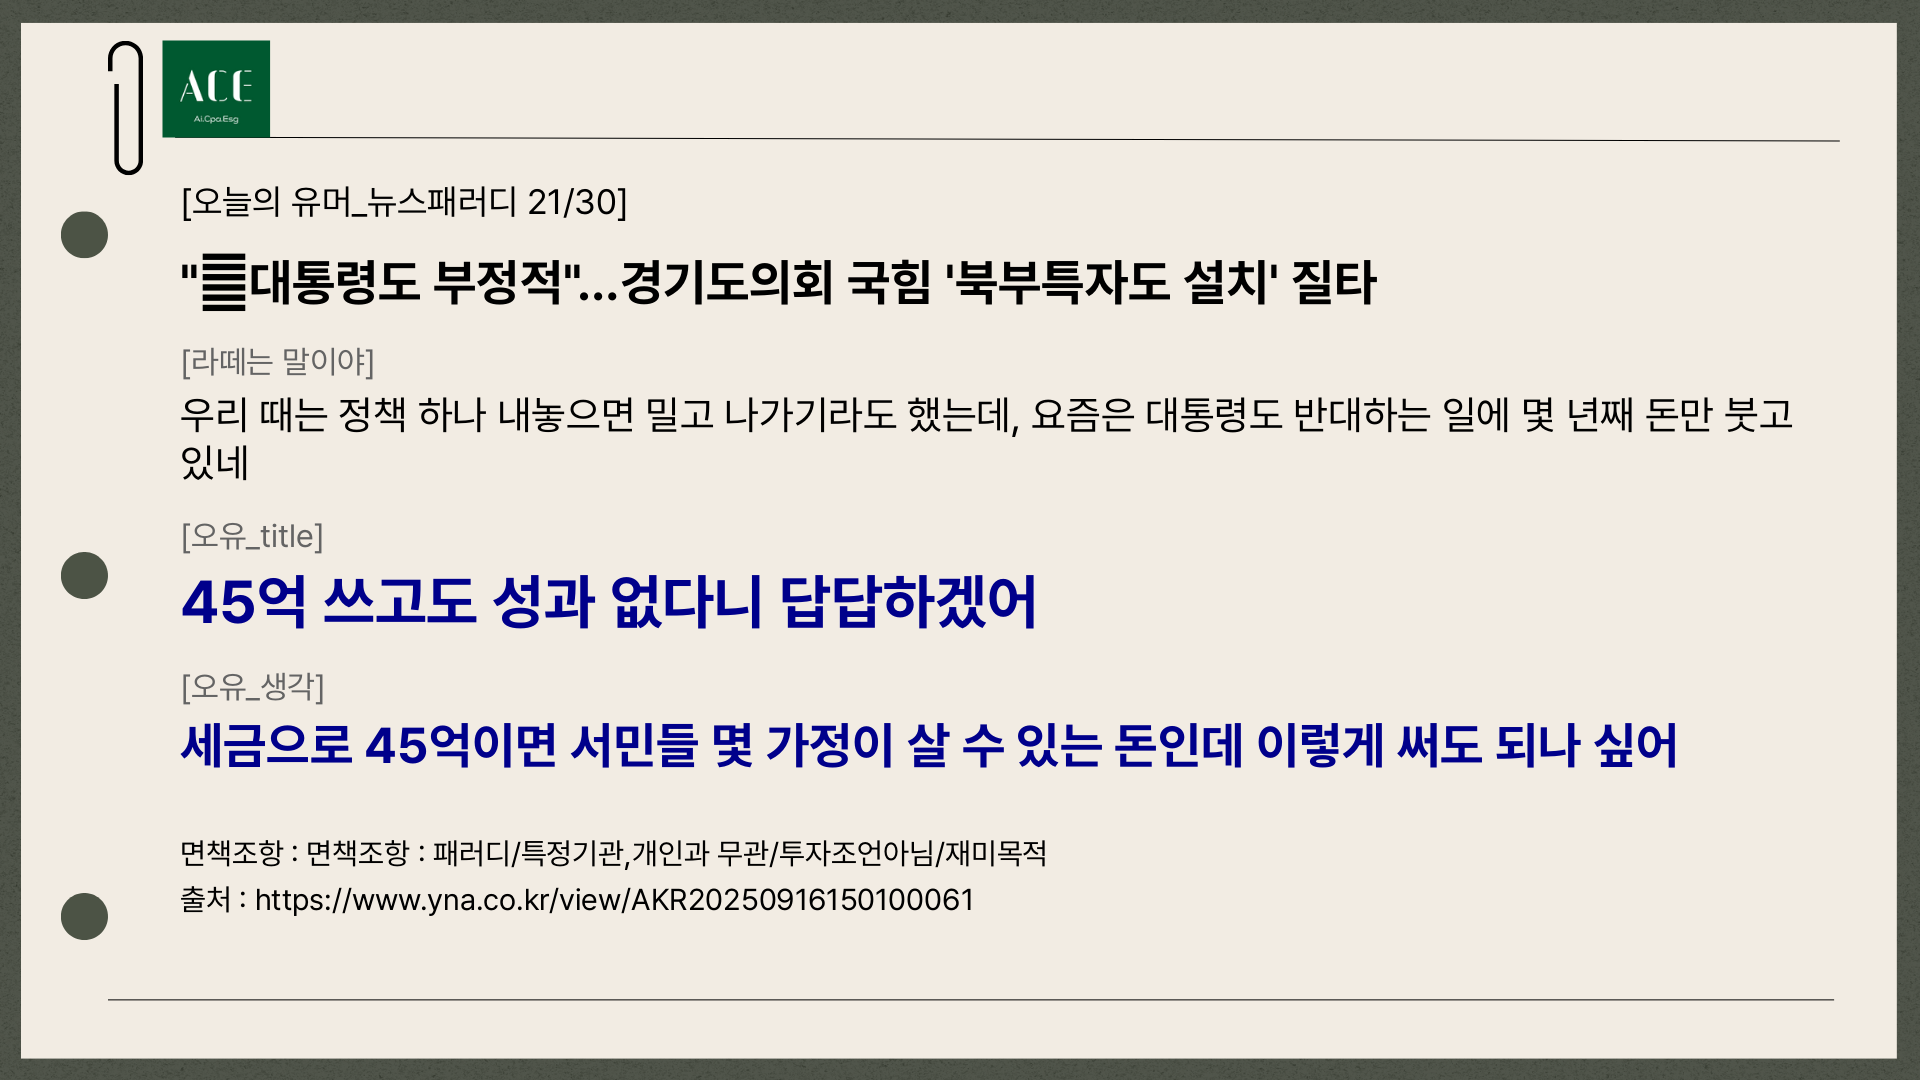 ACE
Ai.Cpa.Esg
[오늘의 유머_뉴스패러디 21/30]
"대통령도 부정적"...경기도의회 국힘 '북부특자도 설치' 질타
[라떼는 말이야]
우리 때는 정책 하나 내놓으면 밀고 나가기라도 했는데, 요즘은 대통령도 반대하는 일에 몇 년째 돈만 붓고
있네
[오유_title]
45억 쓰고도 성과 없다니 답답하겠어
[오유_생각]
세금으로 45억이면 서민들 몇 가정이 살 수 있는 돈인데 이렇게 써도 되나 싶어
면책조항 : 면책조항 : 패러디/특정기관,개인과 무관/투자조언아님/재미목적
출처 : https://www.yna.co.kr/view/AKR20250916150100061